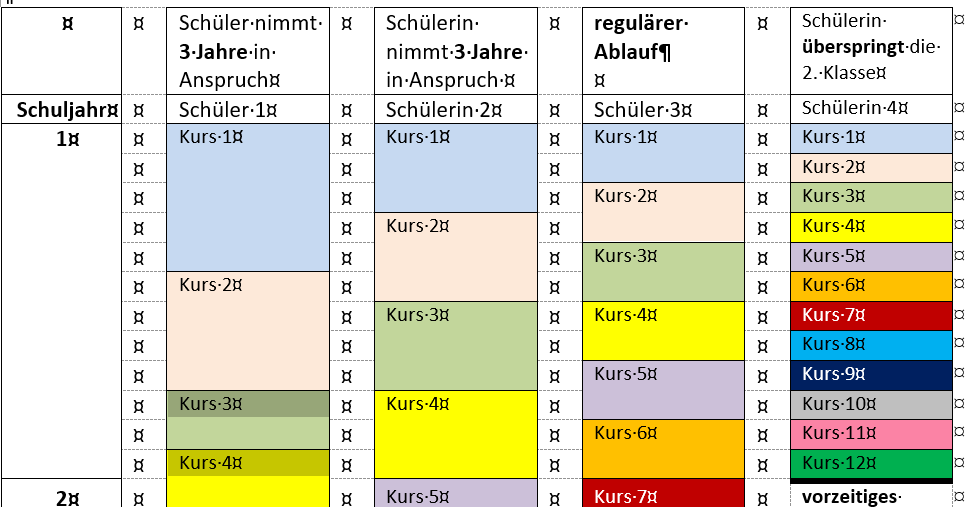 ¤ Schüler·nimmt· ¤ Schülerin· ¤ regulärer· ¤ Schülerin· ¤
3·Jahre·in· nimmt·3·Jahre· Ablauf¶ überspringt·die·
Anspruch¤ in·Anspruch·¤ ¤ 2.·Klasse¤
Schuljahr¤ ¤ Schüler·1¤ ¤ Schülerin·2¤ ¤ Schüler·3¤ ¤ Schülerin·4¤ ¤
1¤ ¤ Kurs·1¤ ¤ Kurs·1¤ ¤ Kurs·1¤ ¤ Kurs·1¤ ¤
¤ ¤ ¤ Kurs·2¤ ¤
¤ ¤ Kurs·2¤ ¤ Kurs·3¤ ¤
¤ ¤ Kurs·2¤ ¤ ¤ Kurs·4¤ ¤
¤ ¤ ¤ Kurs·3¤ ¤ Kurs·5¤ ¤
¤ Kurs·2¤ ¤ ¤ ¤ Kurs·6¤ ¤
¤ ¤ Kurs·3¤ ¤ Kurs·4¤ ¤ Kurs·7¤ ¤
¤ ¤ ¤ ¤ Kurs·8¤ ¤
¤ ¤ ¤ Kurs·5¤ ¤ Kurs·9¤ ¤
¤ Kurs·3¤ ¤ Kurs·4¤ ¤ ¤ Kurs·10¤ ¤
¤ ¤ ¤ Kurs·6¤ ¤ Kurs·11¤ ¤
¤ Kurs·4¤ ¤ ¤ ¤ Kurs·12¤ ¤
2¤ ¤ ¤ Kurs·5¤ ¤ Kurs·7¤ ¤ vorzeitiges· ¤